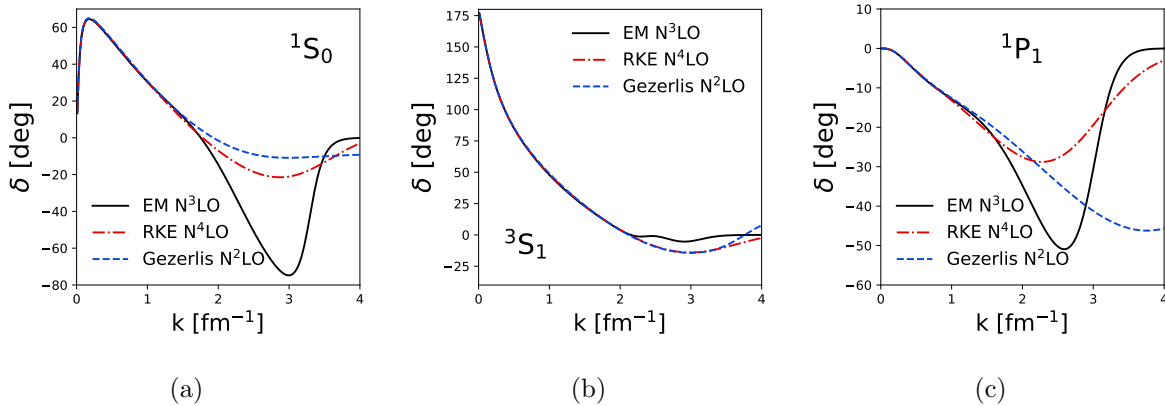 ¹S₀
60
40
20
0
−20
−40
−60
−80
δ [deg]
EM N³LO
RKE N⁴LO
Gezerlis N²LO
0 1 2 3 4
k [fm⁻¹]
(a)
175
150
125
100
75
50
25
0
−25
δ [deg]
EM N³LO
RKE N⁴LO
Gezerlis N²LO
³S₁
0 1 2 3 4
k [fm⁻¹]
(b)
10
0
−10
−20
−30
−40
−50
−60
δ [deg]
¹P₁
EM N³LO
RKE N⁴LO
Gezerlis N²LO
0 1 2 3 4
k [fm⁻¹]
(c)